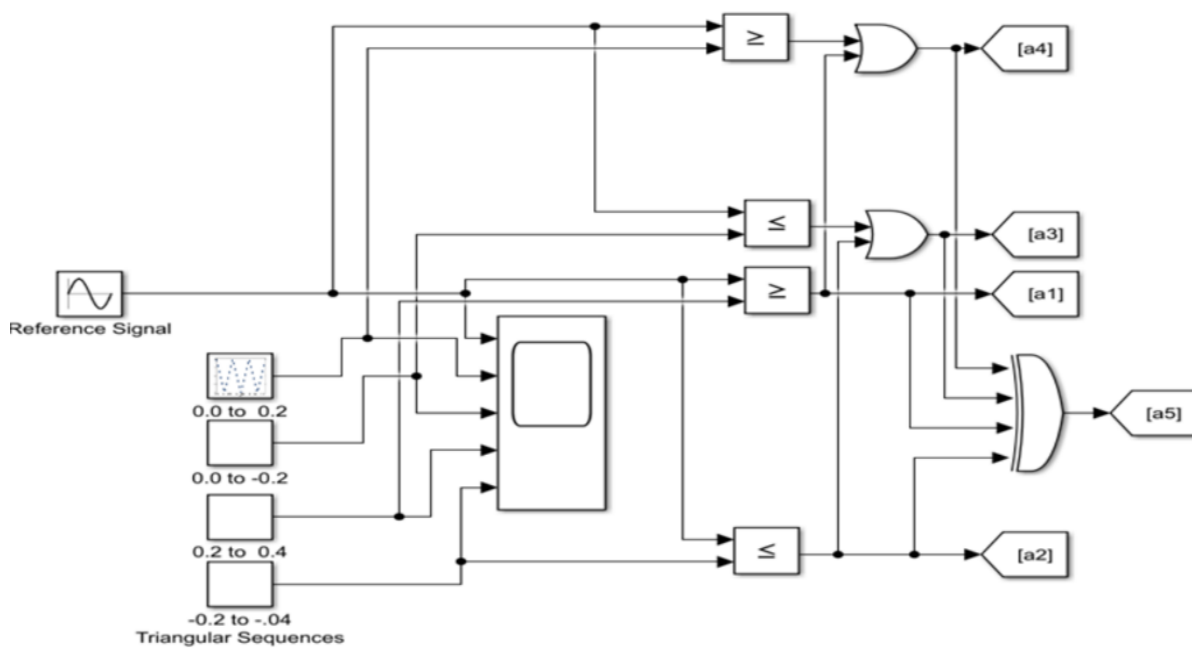 ≥
[a4]
≤
[a3]
≥
[a1]
Reference Signal
0.0 to 0.2
0.0 to -0.2
0.2 to 0.4
-0.2 to -.04
Triangular Sequences
[a5]
≤
[a2]